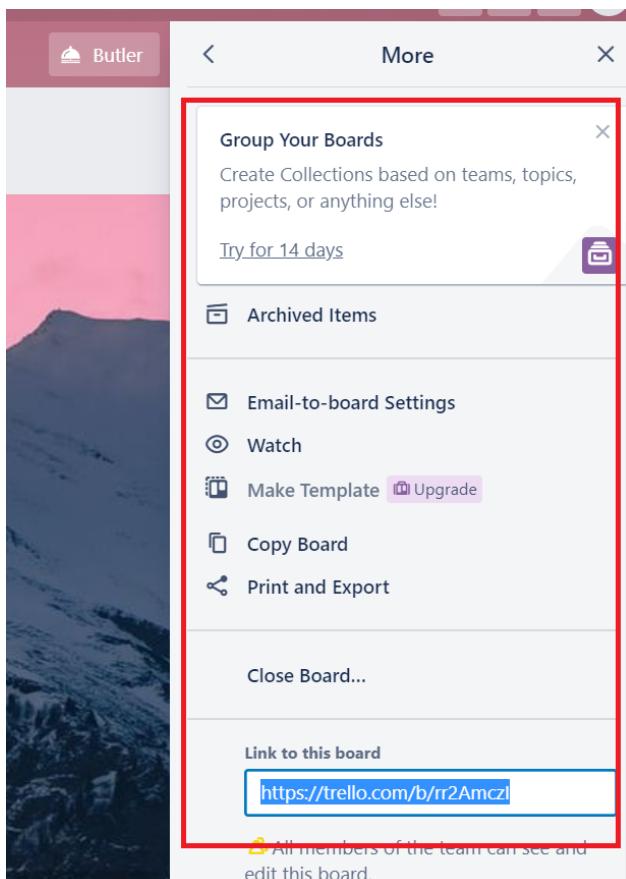 Butler
More
Group Your Boards
Create Collections based on teams, topics,
projects, or anything else!
Try for 14 days
Archived Items
Email-to-board Settings
Watch
Make Template Upgrade
Copy Board
Print and Export
Close Board...
Link to this board
https://trello.com/b/rr2AmczI
All members of the team can see and
edit this board.